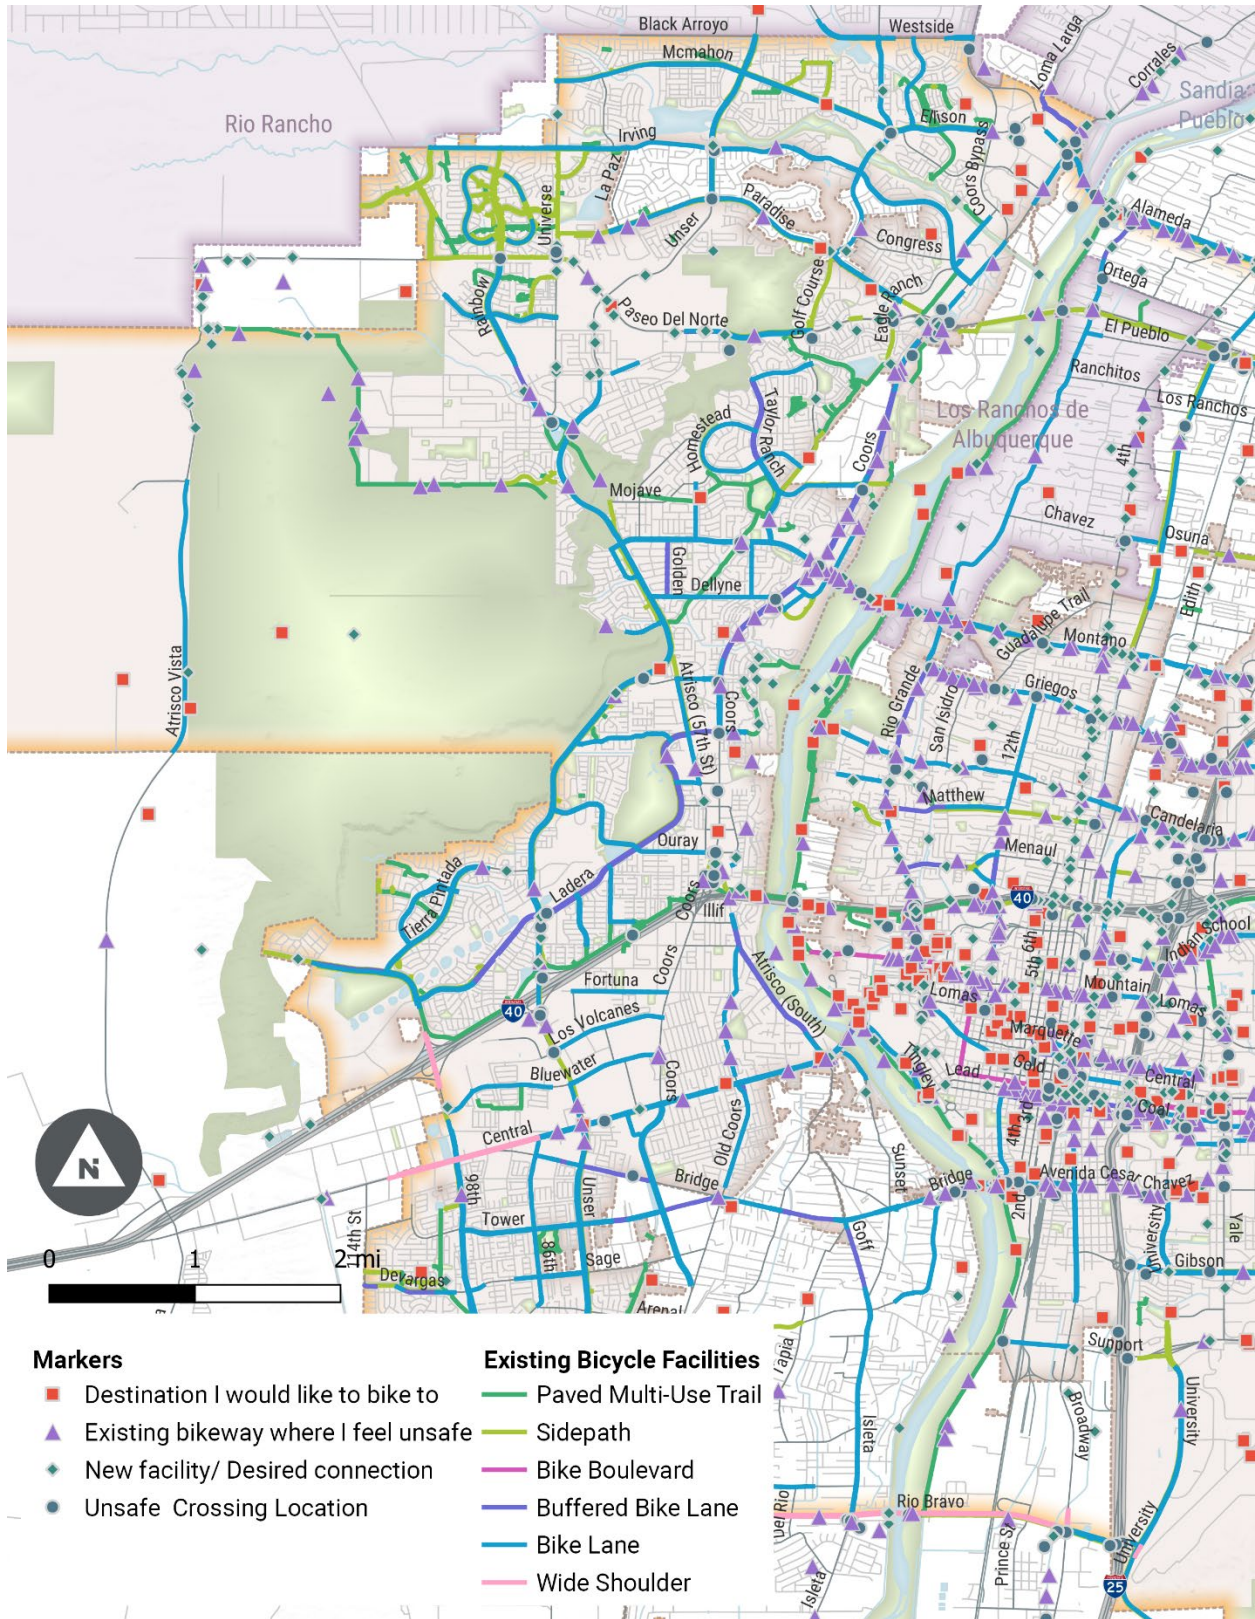 Black Arroyo
Westside
Mcmahon
Loma Larga
Corrales
Sandia
Pueblo
Rio Rancho
Irving
Ellison
La Paz
Coors Bypass
Universe
Paradise
Unser
Congress
Alameda
Ortega
Rainbow
Paseo Del Norte
Golf Course
Eagle Ranch
El Pueblo
Ranchitos
Los Ranchos
Los Ranchos de
Albuquerque
Homestead
Taylor Ranch
Coors
4th
Mojave
Chavez
Osuna
Golden
Dellyne
Edith
Guadalupe Trail
Montano
Atrisco Vista
Atrisco (57th St)
Coors
Rio Grande
San Isidro
Griegos
12th
Matthew
Candelaria
Menaul
Ouray
Ladera
Tierra Pintada
Coors
Illif
40
Indian School
5th
6th
Fortuna
Coors
Atrisco (South)
Lomas
Mountain
Lomas
40
Los Volcanes
Marquette
Bluewater
Coors
Tingley
Lead
Gold
Central
Coal
Central
Old Coors
4th
3rd
N
98th
Unser
Bridge
Sunset
Bridge
Avenida Cesar Chavez
2nd
114th St
Tower
86th
Sage
Goff
University
Yale
Gibson
0
1
2 mi
Devargas
Arenal
Tapia
Support
Isleta
Broadway
University
Del Rio
Rio Bravo
Prince St
University
Isleta
25
Markers
Destination I would like to bike to
Existing bikeway where I feel unsafe
New facility/ Desired connection
Unsafe Crossing Location
Existing Bicycle Facilities
Paved Multi-Use Trail
Sidepath
Bike Boulevard
Buffered Bike Lane
Bike Lane
Wide Shoulder